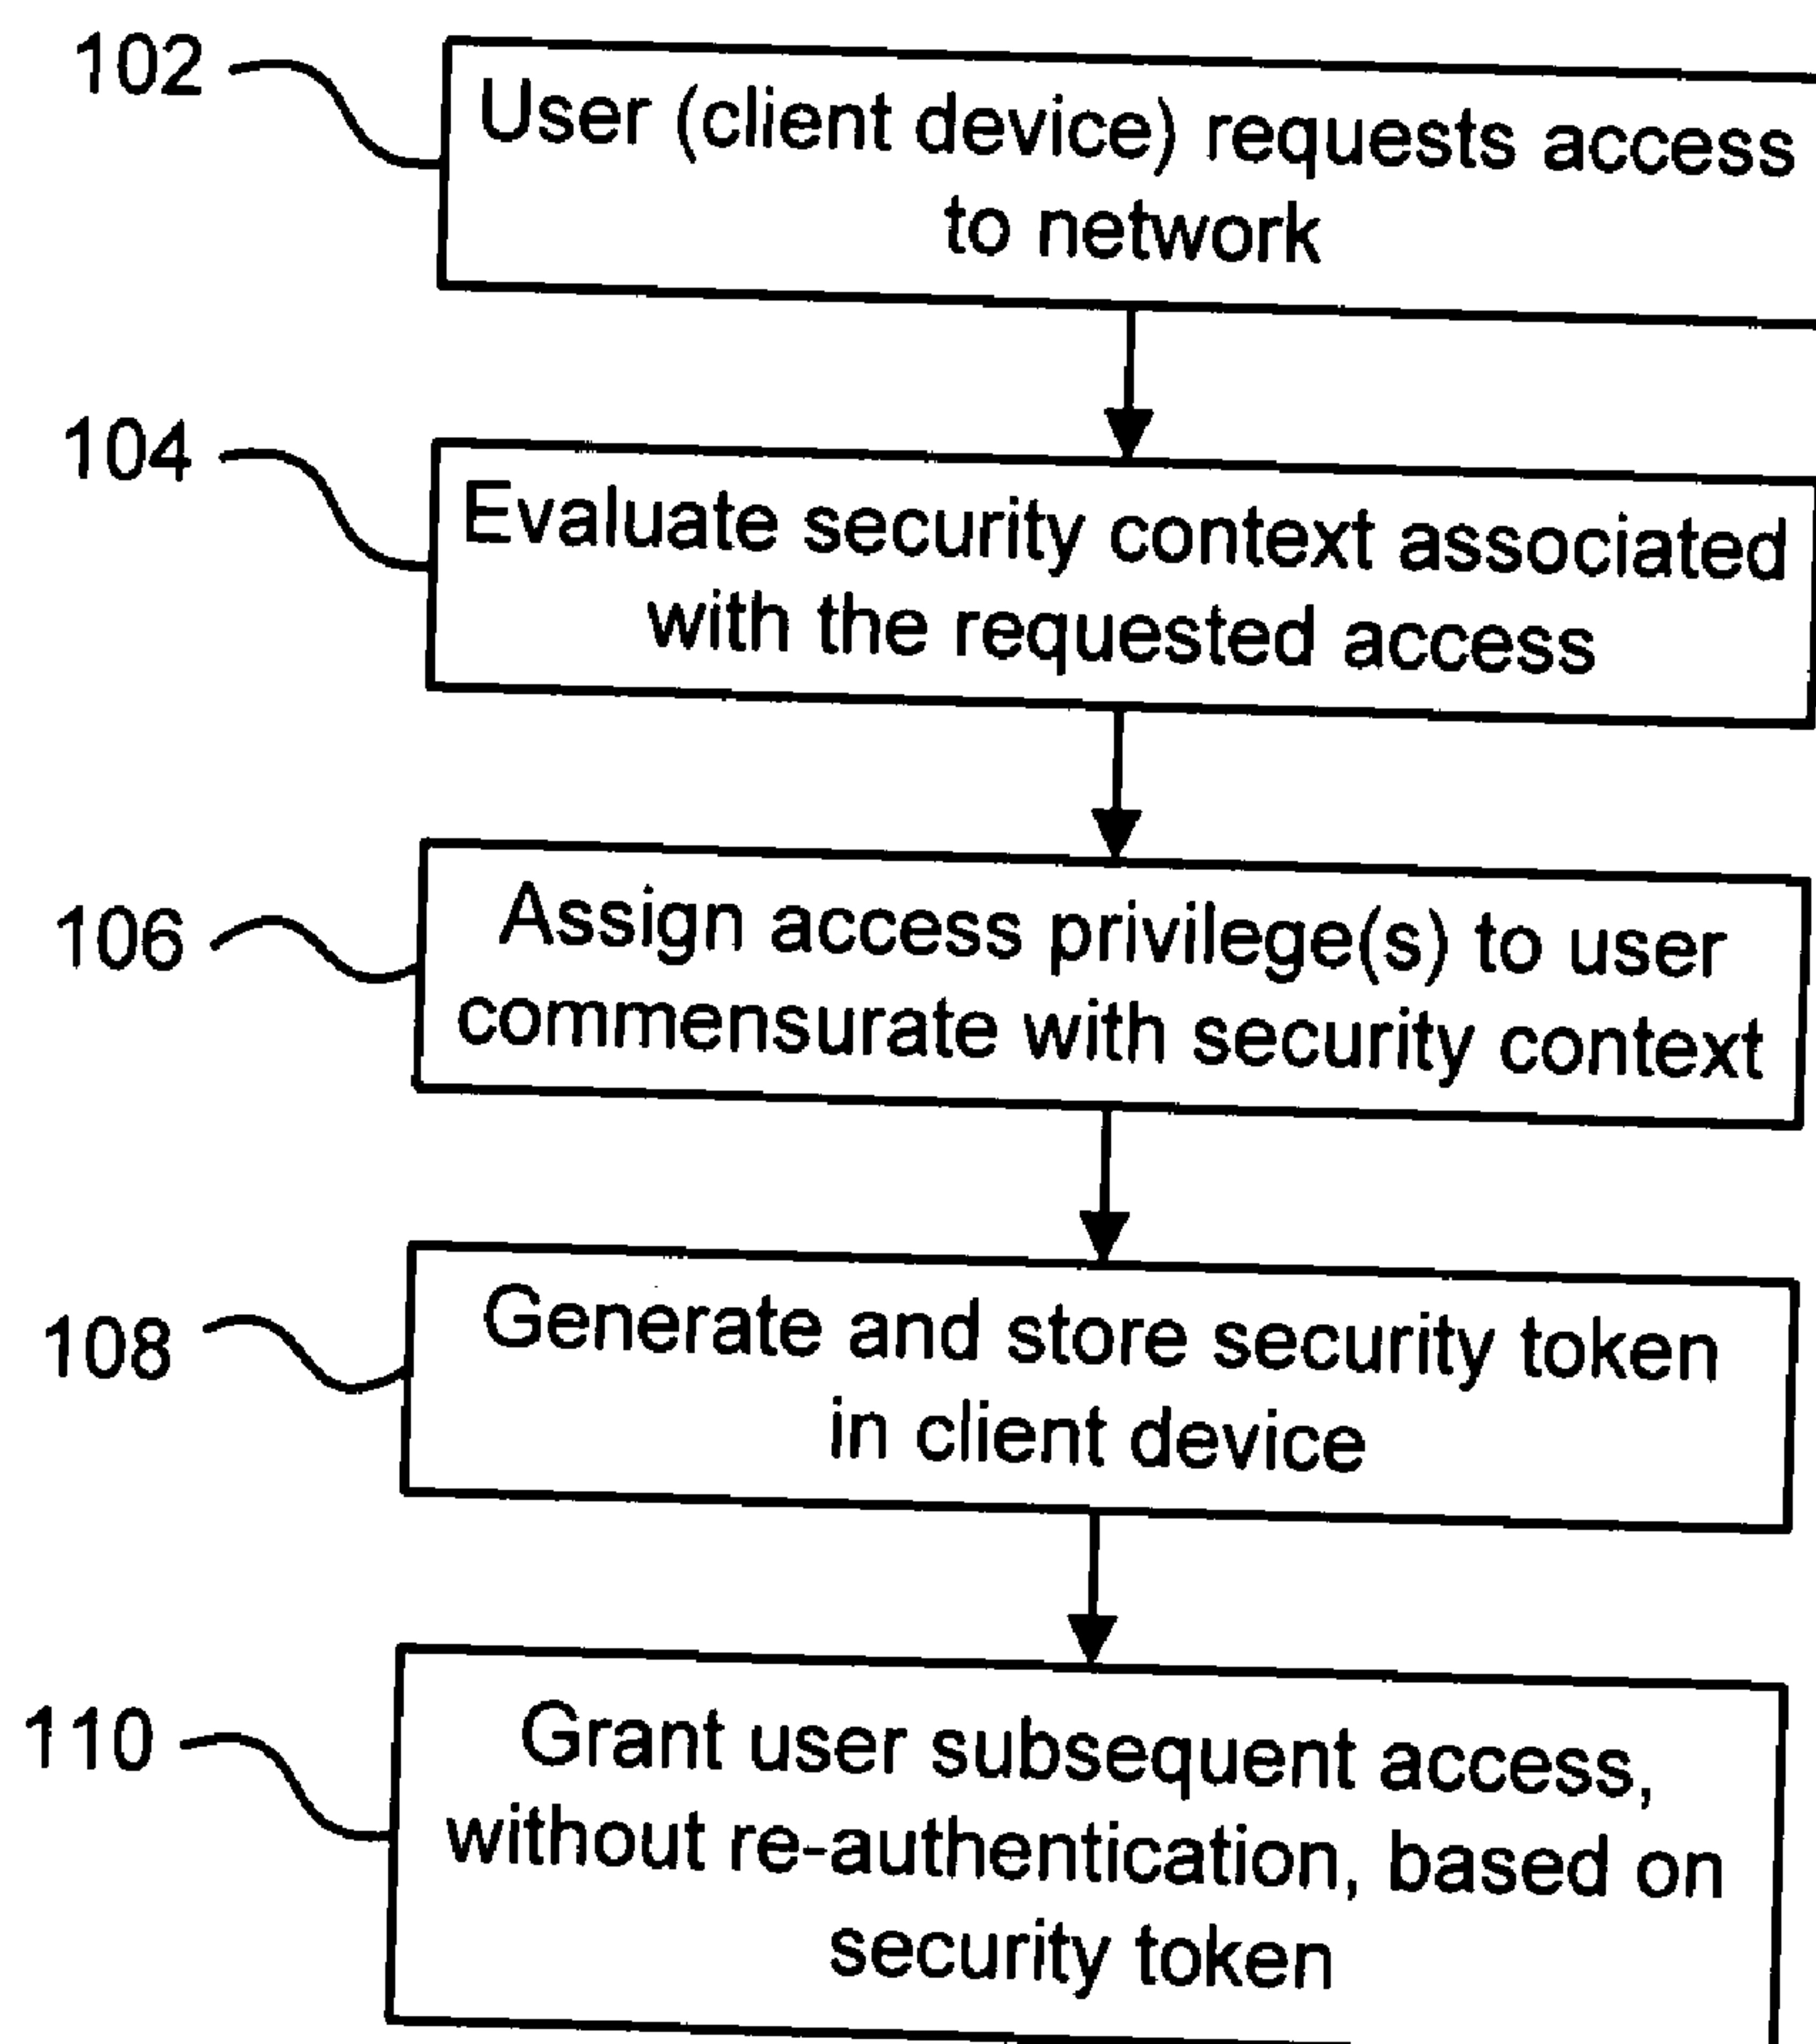 102
User (client device) requests access
to network
104
Evaluate security context associated
with the requested access
106
Assign access privilege(s) to user
commensurate with security context
108
Generate and store security token
in client device
110
Grant user subsequent access,
without re-authentication, based on
security token